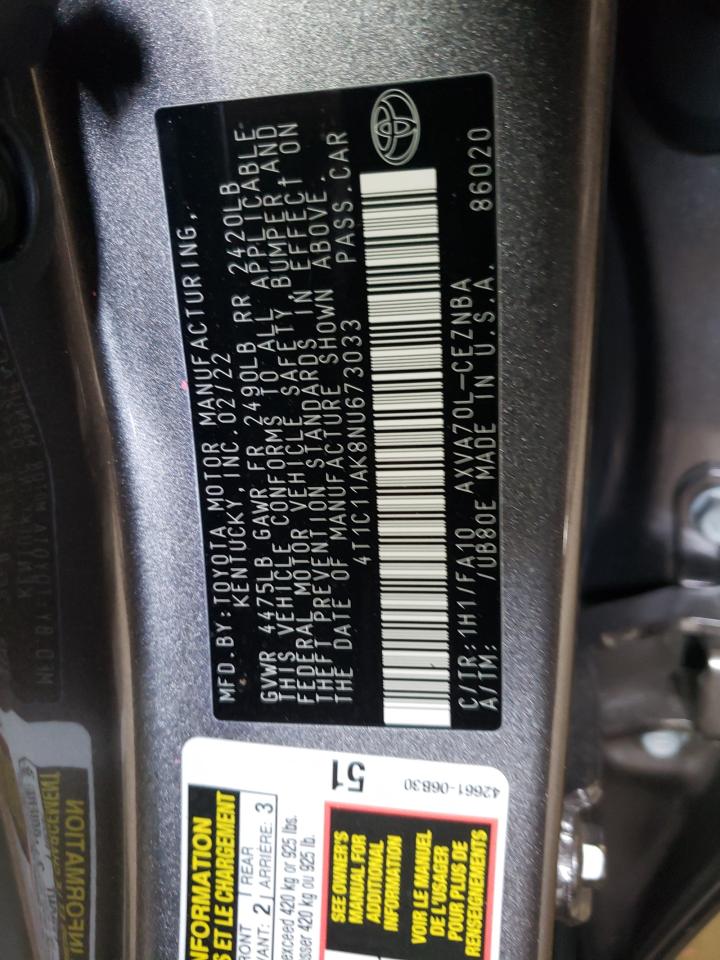 MFD.BY:TOYOTA MOTOR MANUFACTURING,
KENTUCKY, INC.02/22
GVWR 4475LB GAWR FR 2490LB RR 2420LB
THIS VEHICLE CONFORMS TO ALL APPLICABLE
FEDERAL MOTOR VEHICLE SAFETY BUMPER,AND
THEFT PREVENTION STANDARDS IN EFFECT ON
THE DATE OF MANUFACTURE SHOWN ABOVE.
4T1C11AK8NU673033 PASS.CAR
C/TR:1H1/FA10 AXVA70L-CEZNBA
A/TM: /UB80E MADE IN U.S.A. 86020
51
42661-06B30
NFORMATION
S ET LE CHARGEMENT
RONT REAR
VANT: 2 ARRIÈRE: 3
exceed 420 kg or 925 lbs.
sser 420 kg ou 925 lb.
SEE OWNER'S
MANUAL FOR
ADDITIONAL
INFORMATION
VOIR LE MANUEL
DE L'USAGER
POUR PLUS DE
RENSEIGNEMENTS